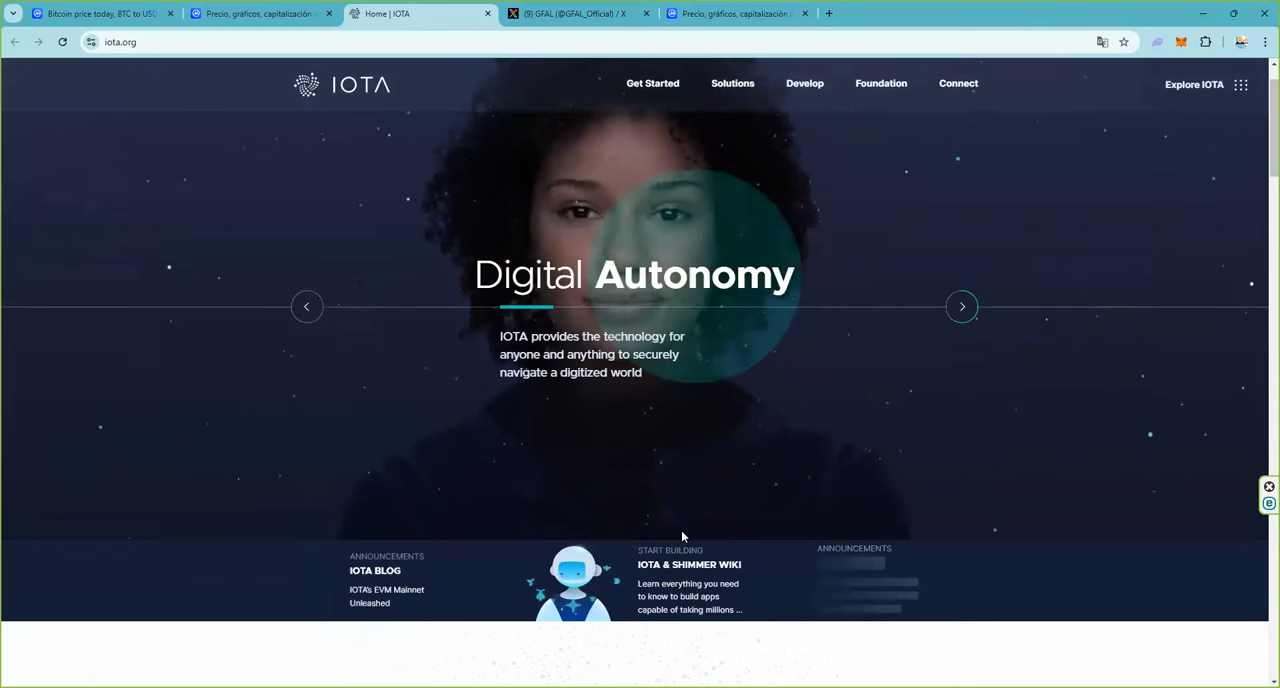 Bitcoin price today, BTC to USD
Precio, gráficos, capitalización
Home | IOTA
(9) GFAL (@GFAL_Official) / X
Precio, gráficos, capitalización
iota.org
IOTA
Get Started
Solutions
Develop
Foundation
Connect
Explore IOTA
Digital Autonomy
IOTA provides the technology for
anyone and anything to securely
navigate a digitized world
ANNOUNCEMENTS
IOTA BLOG
IOTA's EVM Mainnet
Unleashed
START BUILDING
IOTA & SHIMMER WIKI
Learn everything you need
to know to build apps
capable of taking millions ...
ANNOUNCEMENTS